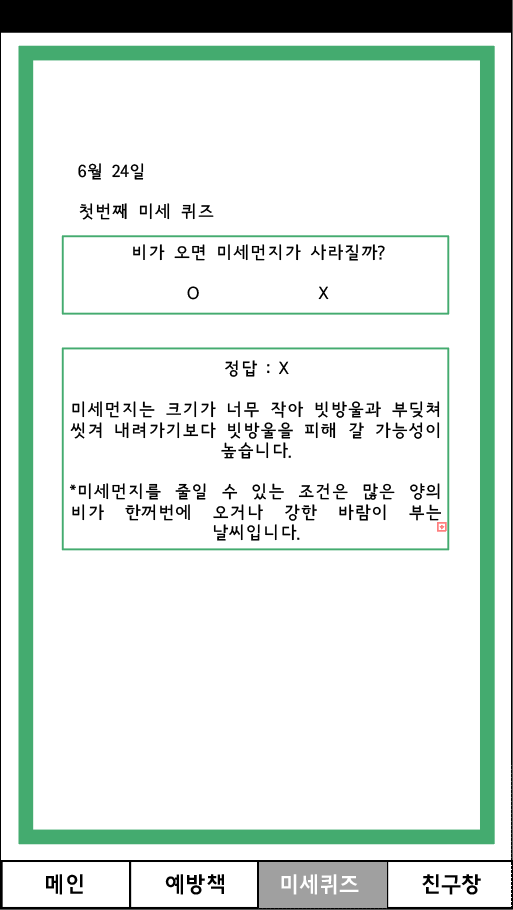 6월 24일
첫번째 미세 퀴즈
비가 오면 미세먼지가 사라질까?
O X
정답 : X
미세먼지는 크기가 너무 작아 빗방울과 부딪쳐
씻겨 내려가기보다 빗방울을 피해 갈 가능성이
높습니다.
*미세먼지를 줄일 수 있는 조건은 많은 양의
비가 한꺼번에 오거나 강한 바람이 부는
날씨입니다.
메인 예방책 미세퀴즈 친구창